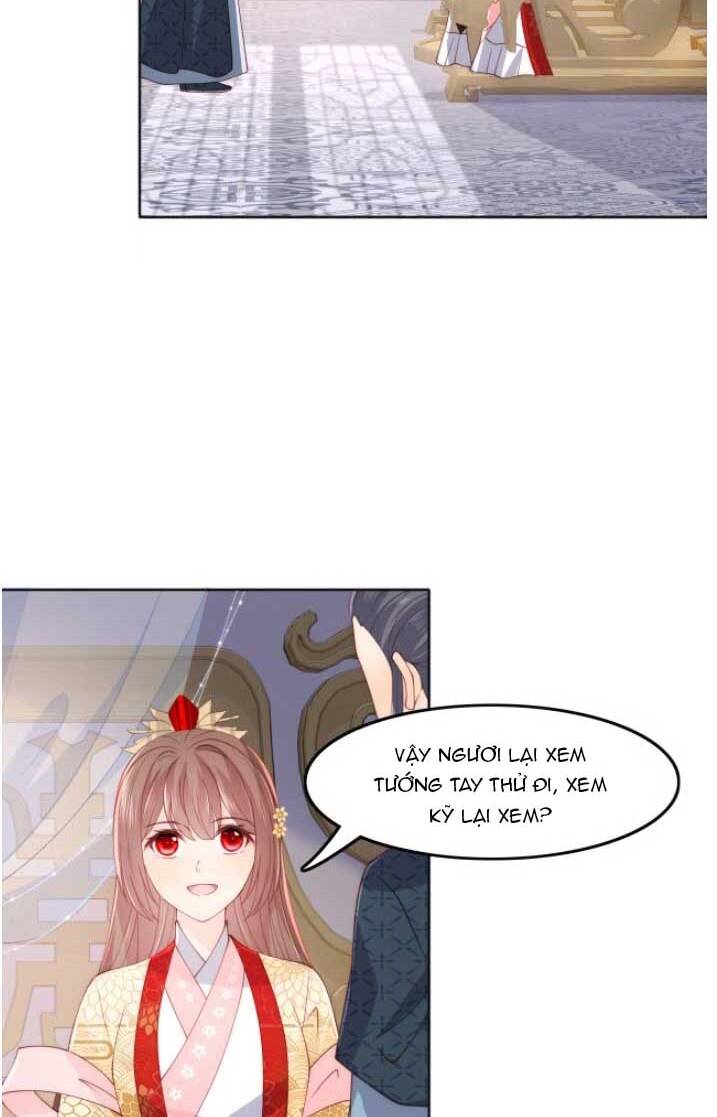 VẬY NGƯƠI LẠI XEM
TƯỚNG TAY THỬ ĐI, XEM
KỸ LẠI XEM?